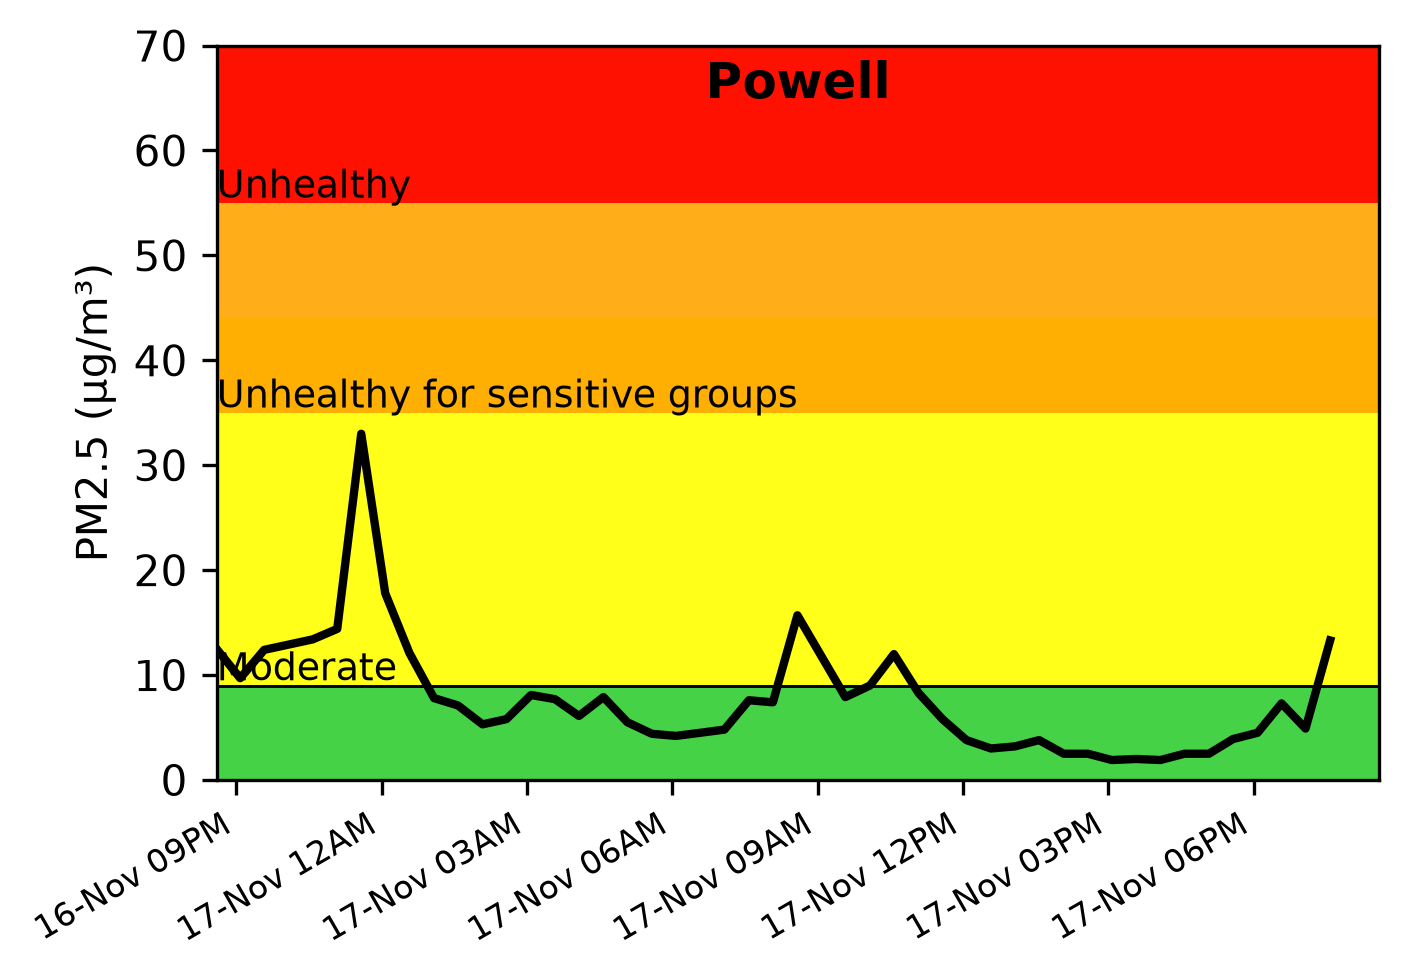 Powell
70
60
50
40
30
20
10
0
PM2.5 (µg/m³)
Unhealthy
Unhealthy for sensitive groups
Moderate
16-Nov 09PM
17-Nov 12AM
17-Nov 03AM
17-Nov 06AM
17-Nov 09AM
17-Nov 12PM
17-Nov 03PM
17-Nov 06PM